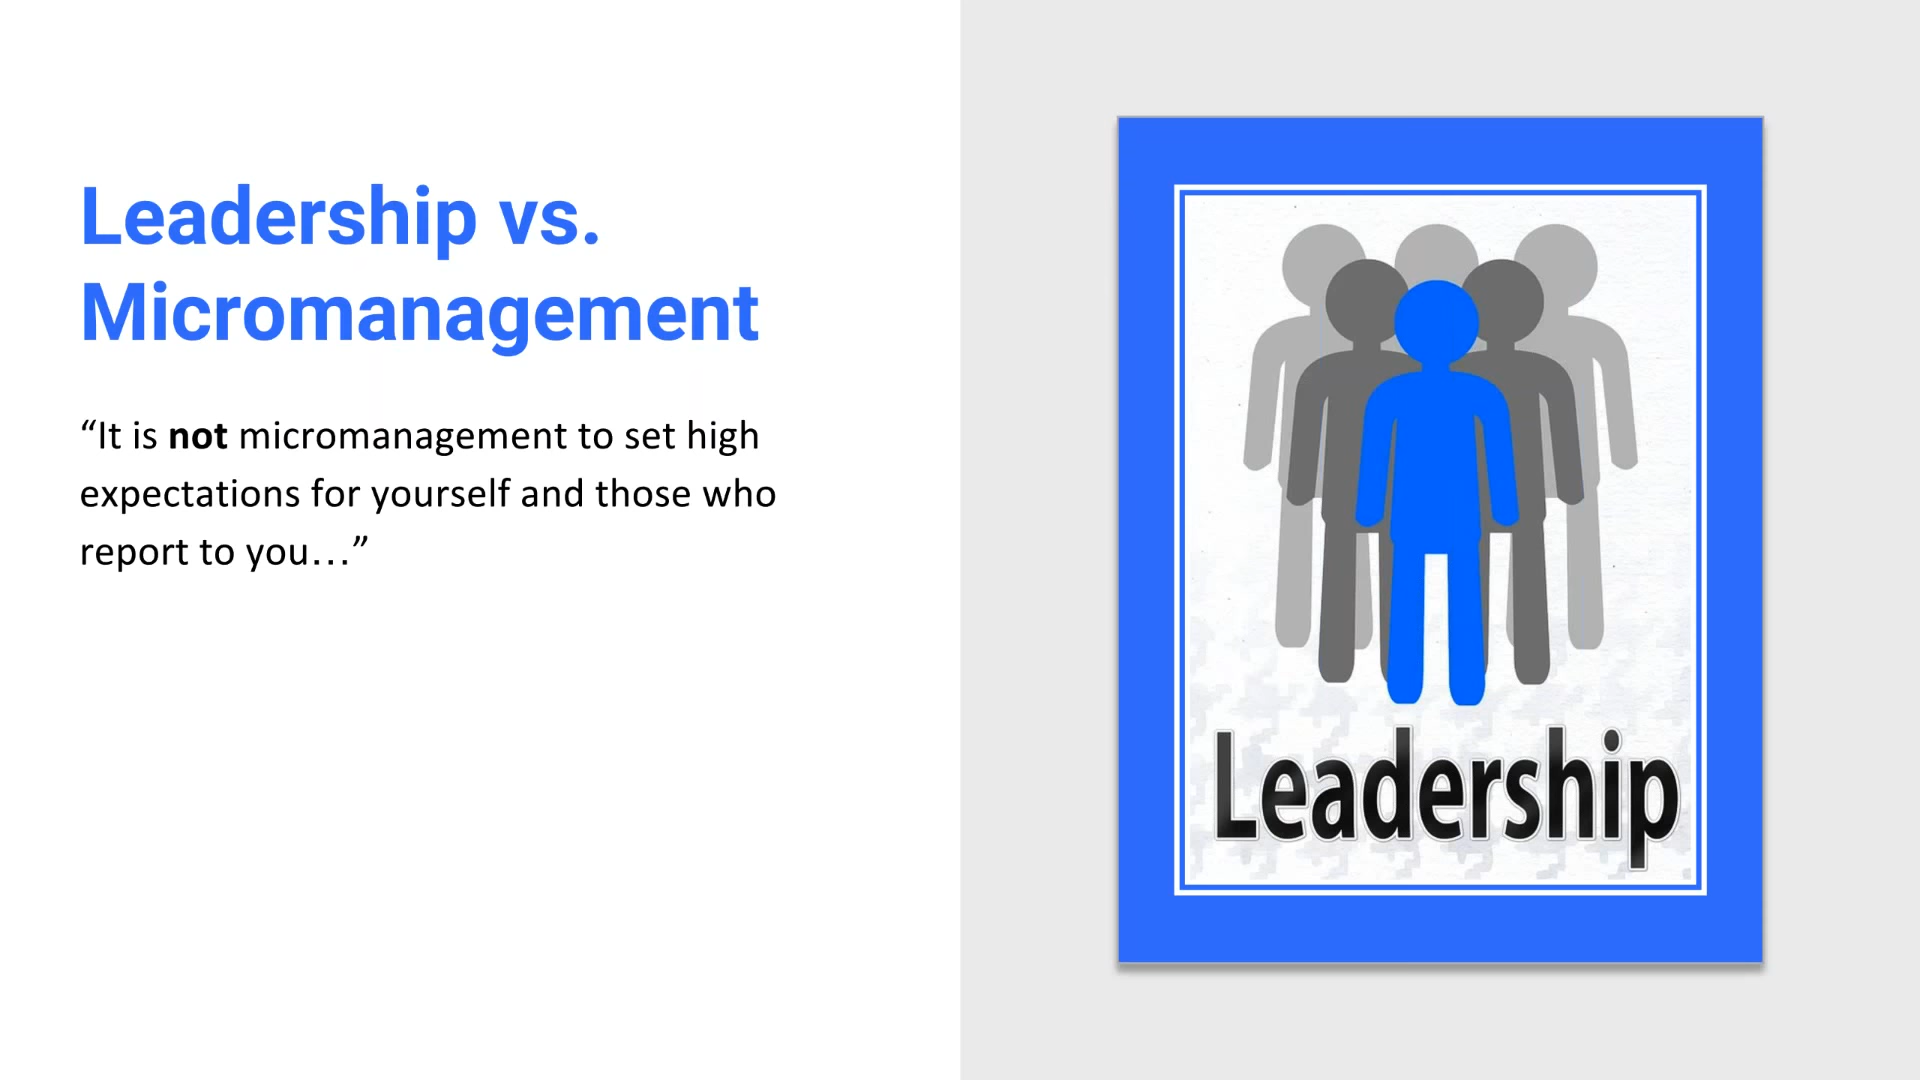 Leadership vs.
Micromanagement
“It is not micromanagement to set high
expectations for yourself and those who
report to you…”
Leadership